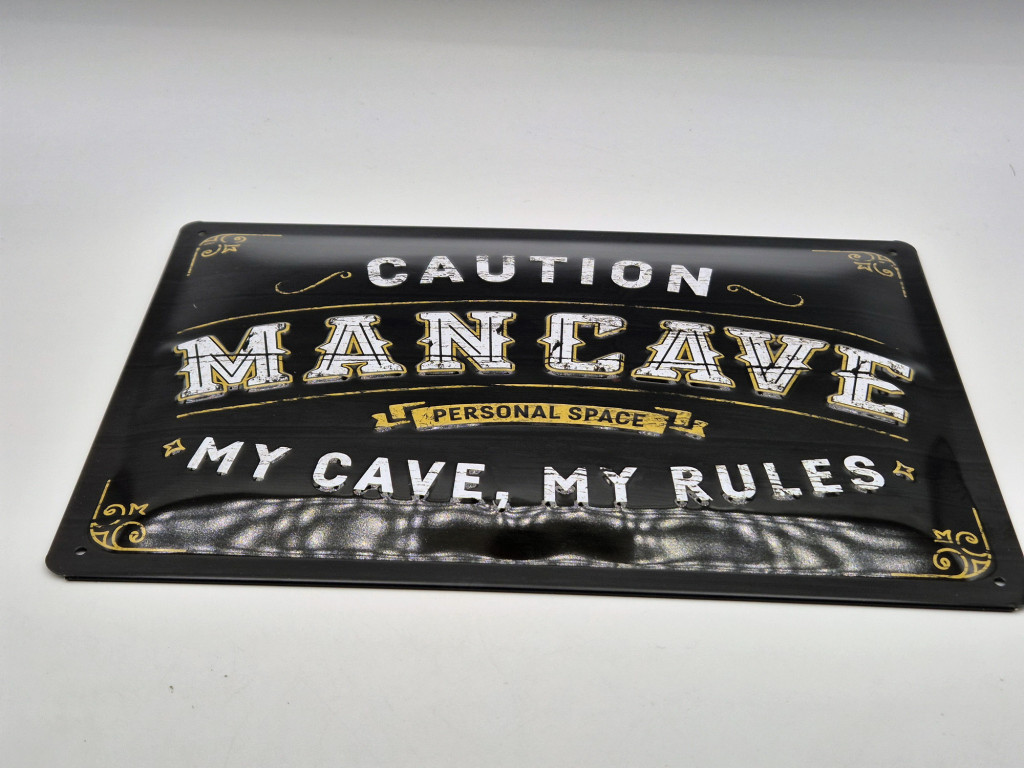 CAUTION
MANCAVE
PERSONAL SPACE
MY CAVE, MY RULES